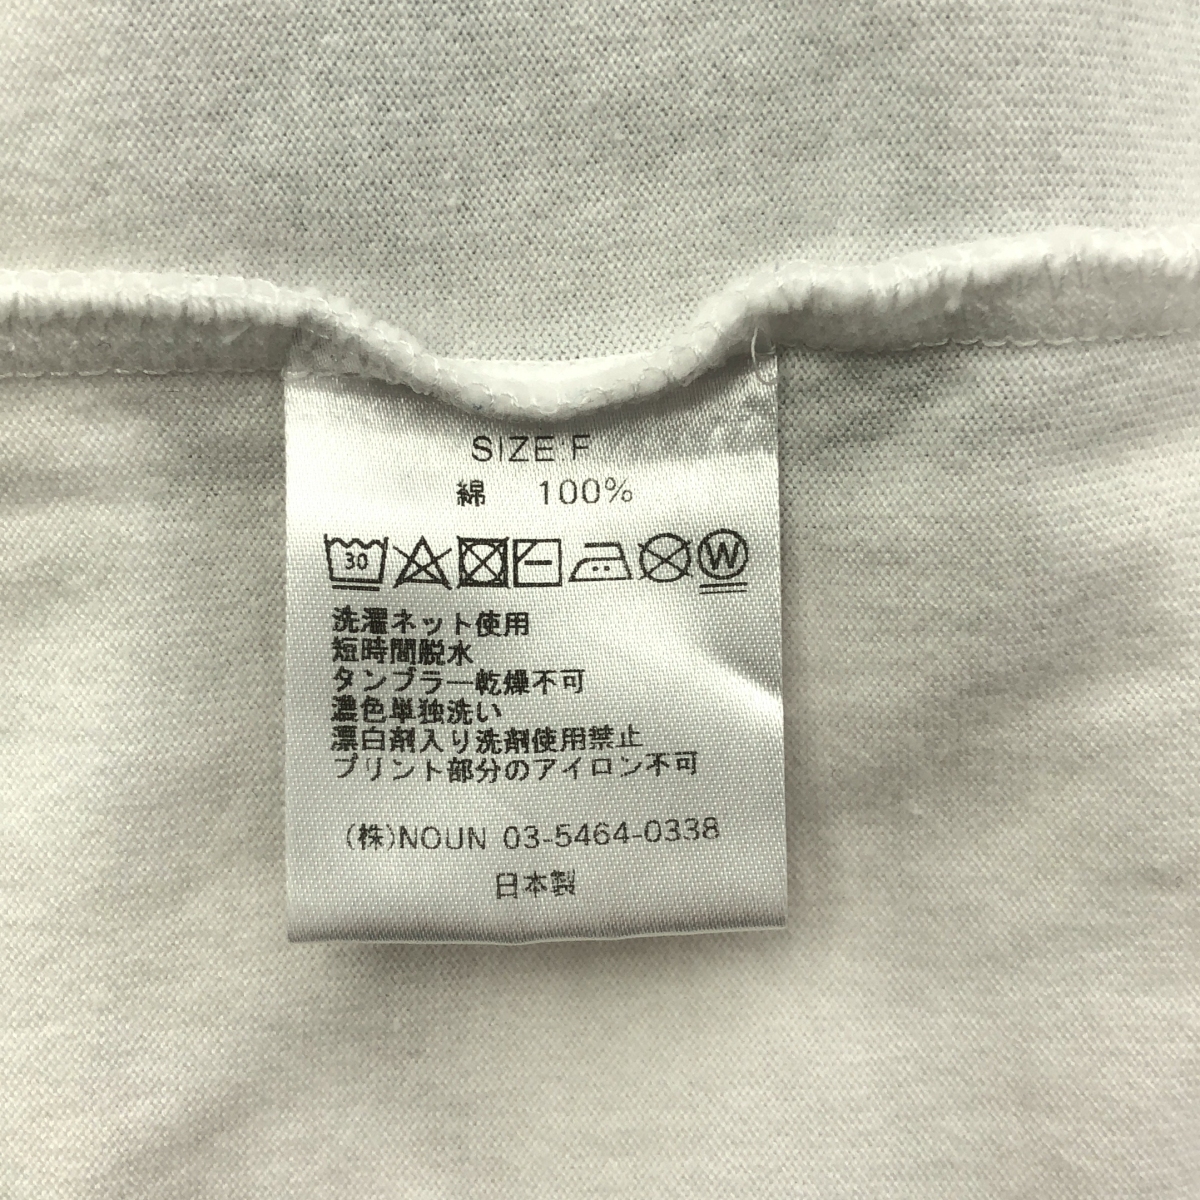 SIZE F
綿 100%
30
W
洗濯ネット使用
短時間脱水
タンブラー乾燥不可
濃色単独洗い
漂白剤入り洗剤使用禁止
プリント部分のアイロン不可
(株)NOUN 03-5464-0338
日本製